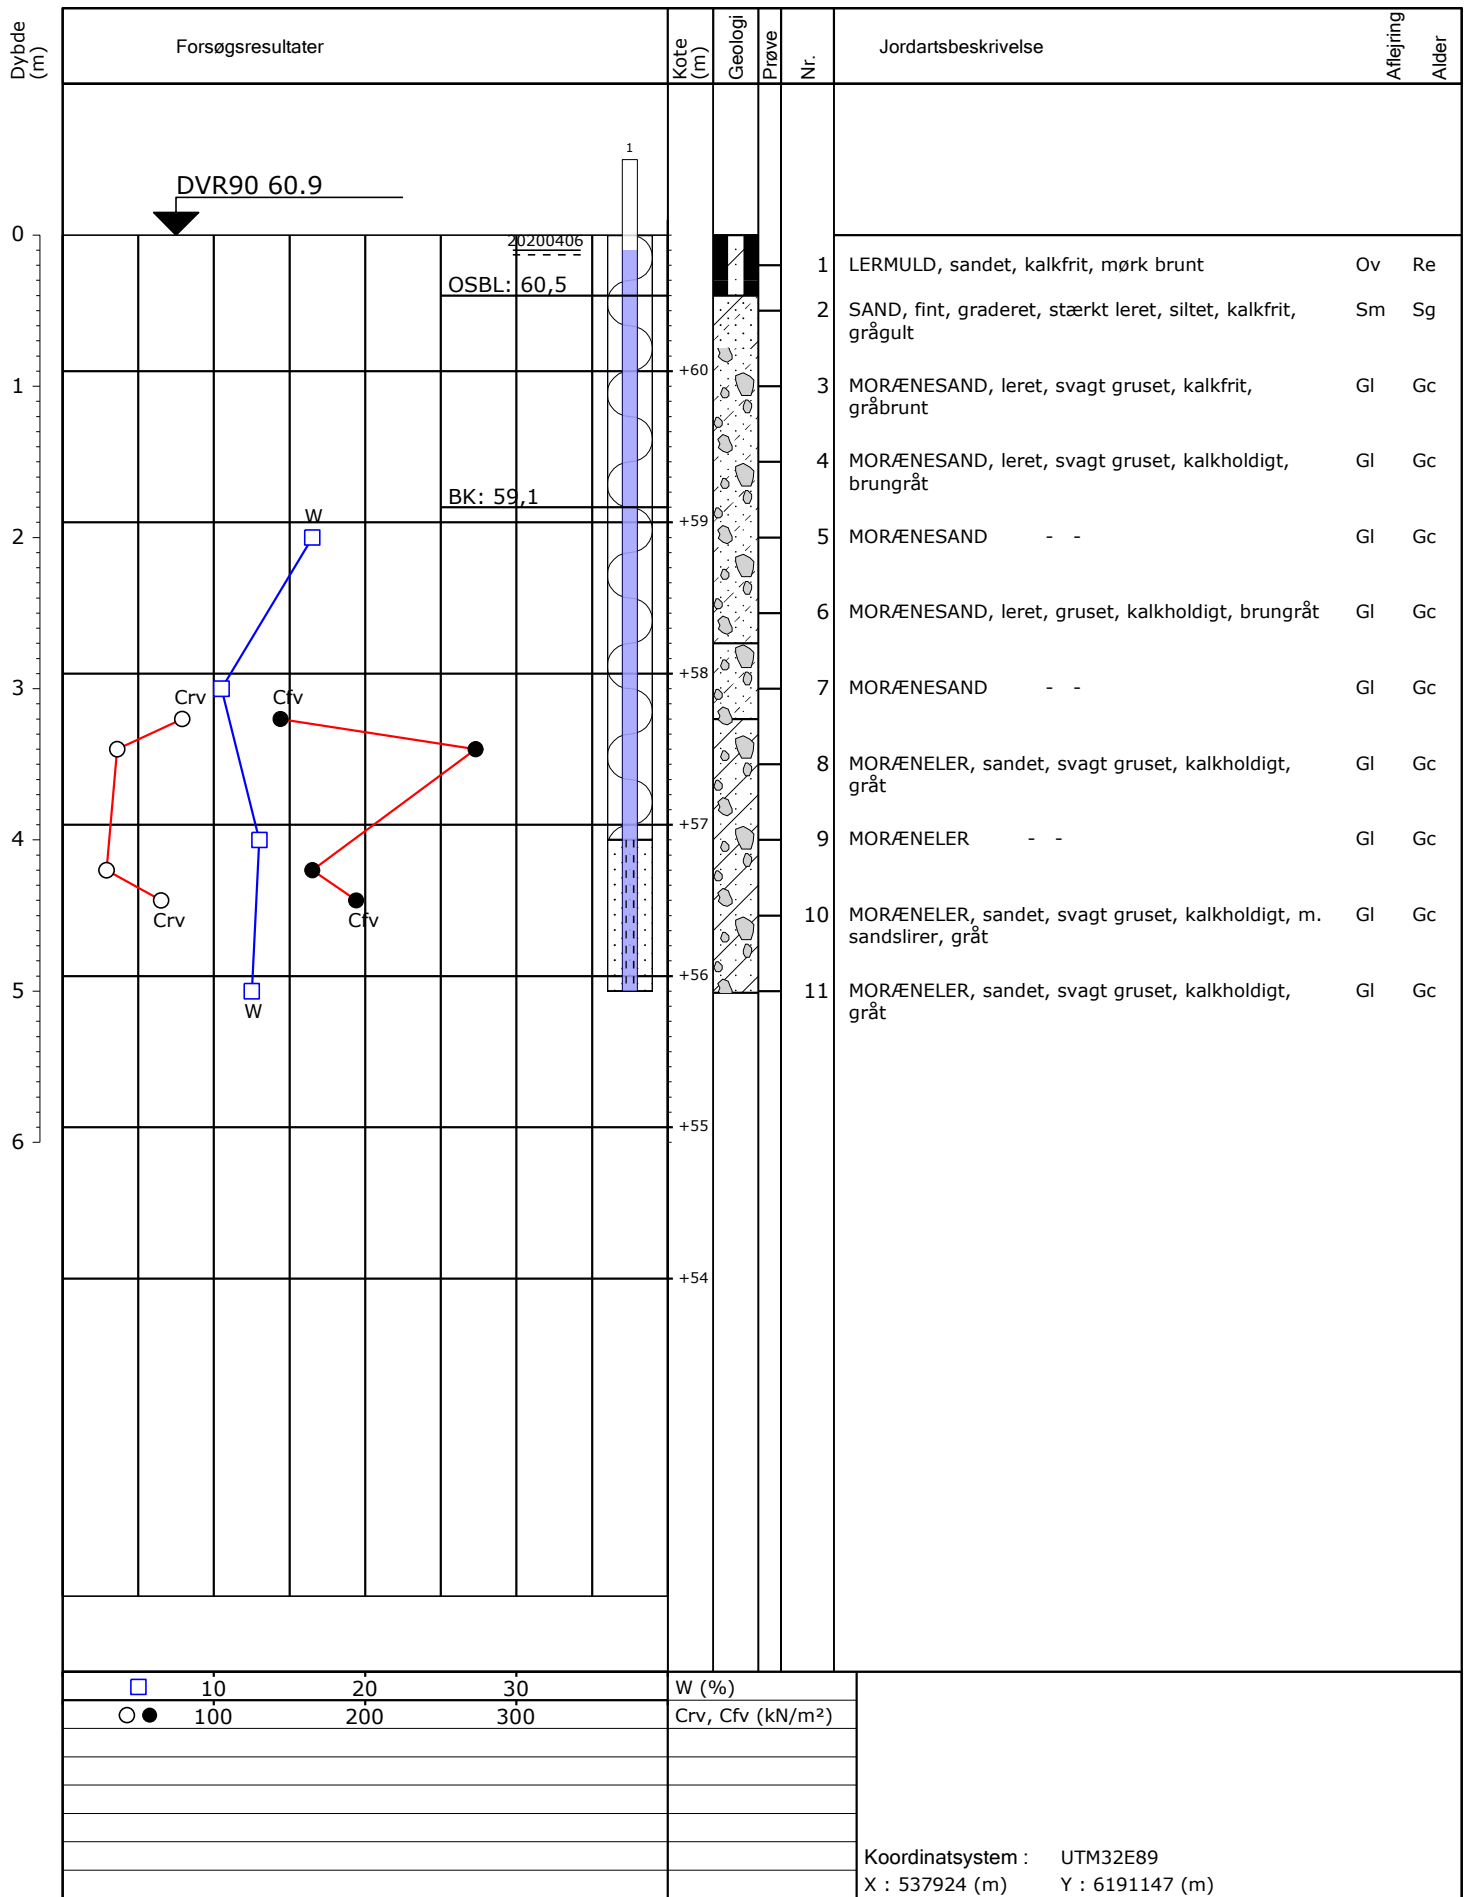 Dybde (m)
Forsøgsresultater
Kote (m)
Geologi
Prøve
Nr.
Jordartsbeskrivelse
Aflejring
Alder
1
DVR90 60.9
0
20200406
1 LERMULD, sandet, kalkfrit, mørk brunt Ov Re
OSBL: 60,5
2 SAND, fint, graderet, stærkt leret, siltet, kalkfrit, Sm Sg
grågult
+60
1
3 MORÆNESAND, leret, svagt gruset, kalkfrit, Gl Gc
gråbrunt
4 MORÆNESAND, leret, svagt gruset, kalkholdigt, Gl Gc
brungråt
BK: 59,1
W
+59
2
5 MORÆNESAND - - Gl Gc
6 MORÆNESAND, leret, gruset, kalkholdigt, brungråt Gl Gc
+58
3
Crv Cfv
7 MORÆNESAND - - Gl Gc
8 MORÆNELER, sandet, svagt gruset, kalkholdigt, Gl Gc
gråt
+57
4
9 MORÆNELER - - Gl Gc
Crv Cfv
10 MORÆNELER, sandet, svagt gruset, kalkholdigt, m. Gl Gc
sandslirer, gråt
+56
5
W
11 MORÆNELER, sandet, svagt gruset, kalkholdigt, Gl Gc
gråt
+55
6
+54
10 20 30 W (%)
100 200 300 Crv, Cfv (kN/m²)
Koordinatsystem : UTM32E89
X : 537924 (m) Y : 6191147 (m)